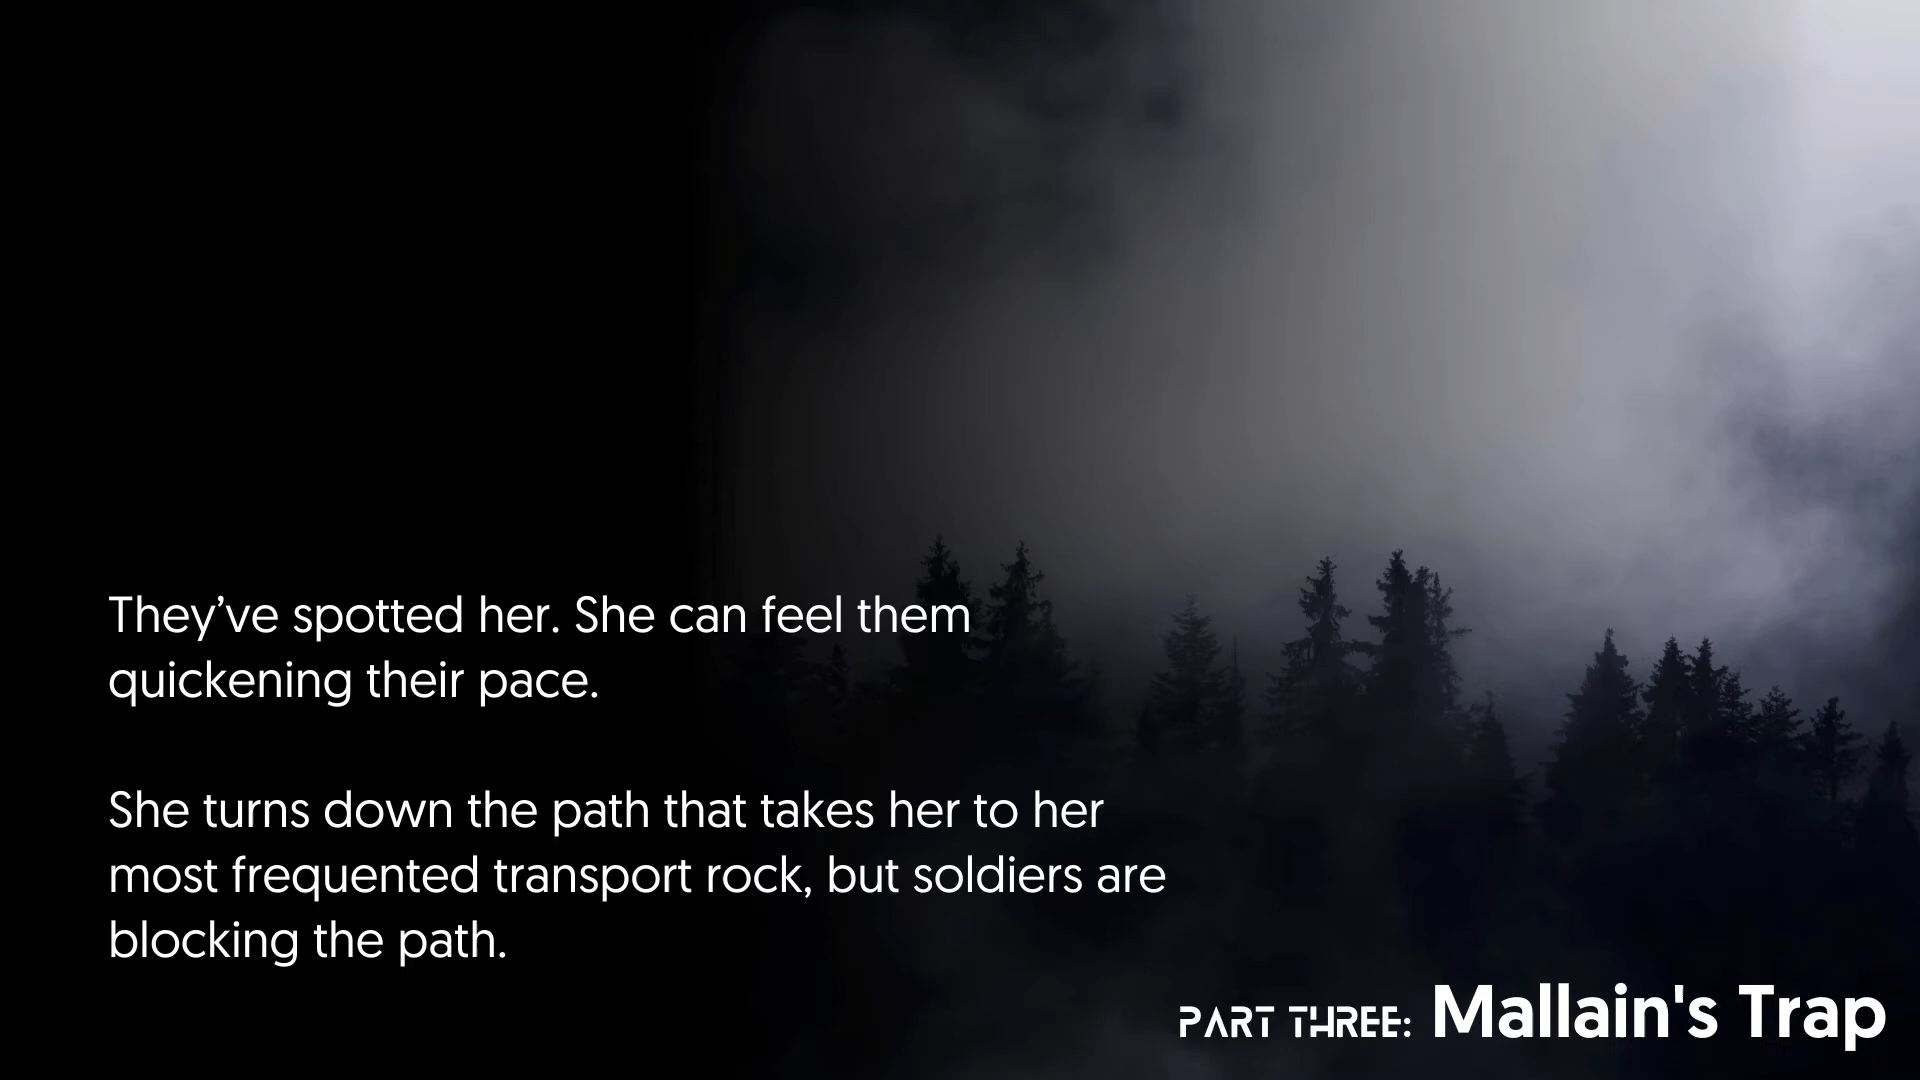 They’ve spotted her. She can feel them
quickening their pace.
She turns down the path that takes her to her
most frequented transport rock, but soldiers are
blocking the path.
PART THREE: Mallain's Trap